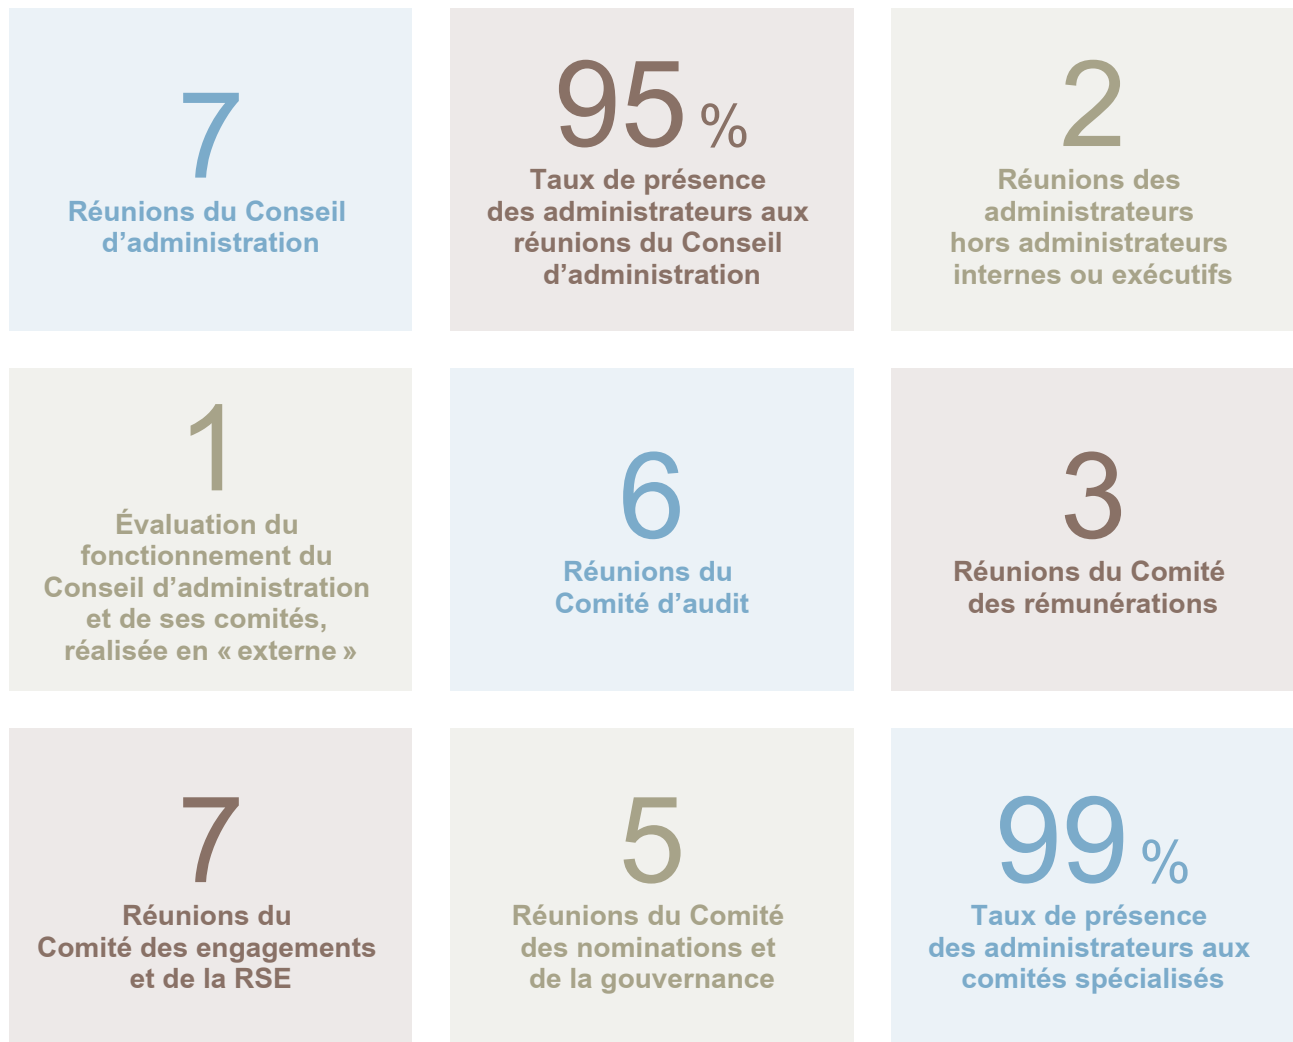 7
Réunions du Conseil
d’administration
95 %
Taux de présence
des administrateurs aux
réunions du Conseil
d’administration
2
Réunions des
administrateurs
hors administrateurs
internes ou exécutifs
1
Évaluation du
fonctionnement du
Conseil d’administration
et de ses comités,
réalisée en « externe »
6
Réunions du
Comité d’audit
3
Réunions du Comité
des rémunérations
7
Réunions du
Comité des engagements
et de la RSE
5
Réunions du Comité
des nominations et
de la gouvernance
99 %
Taux de présence
des administrateurs aux
comités spécialisés